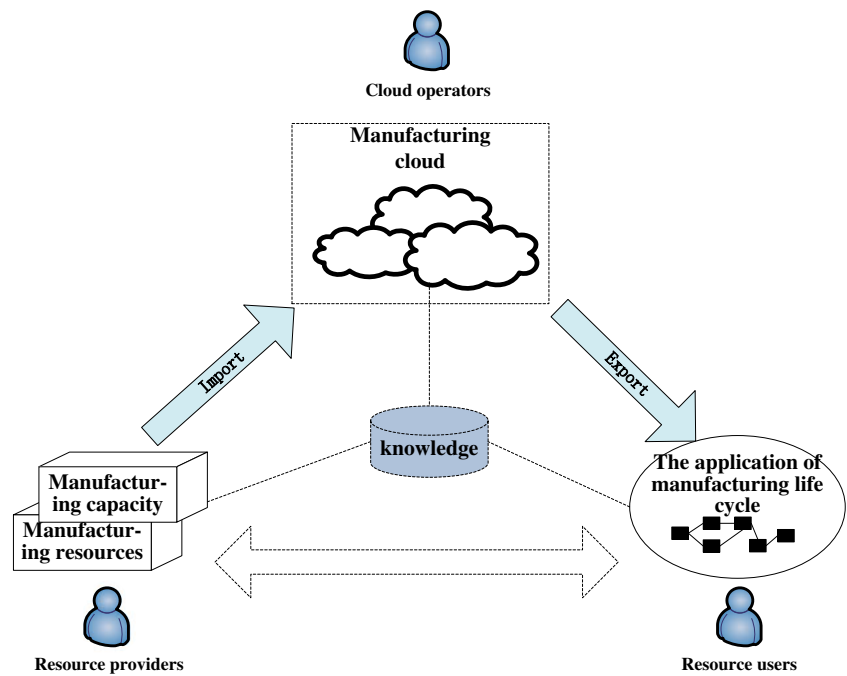 Cloud operators
Manufacturing
cloud
Import
Export
knowledge
Manufactur-
ing capacity
Manufactur-
ing resources
The application of
manufacturing life
cycle
Resource providers
Resource users